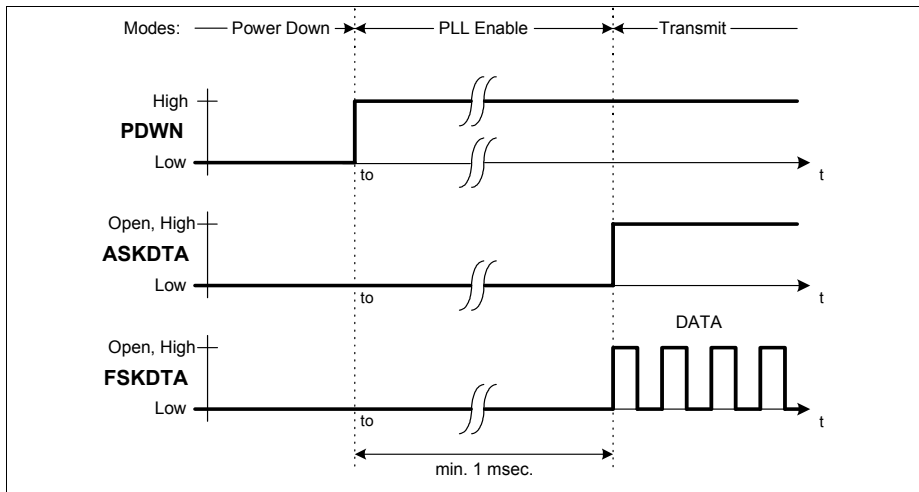 Modes: Power Down PLL Enable Transmit
High
PDWN
Low
to t
Open, High
ASKDTA
Low
to t
DATA
Open, High
FSKDTA
Low
to t
min. 1 msec.